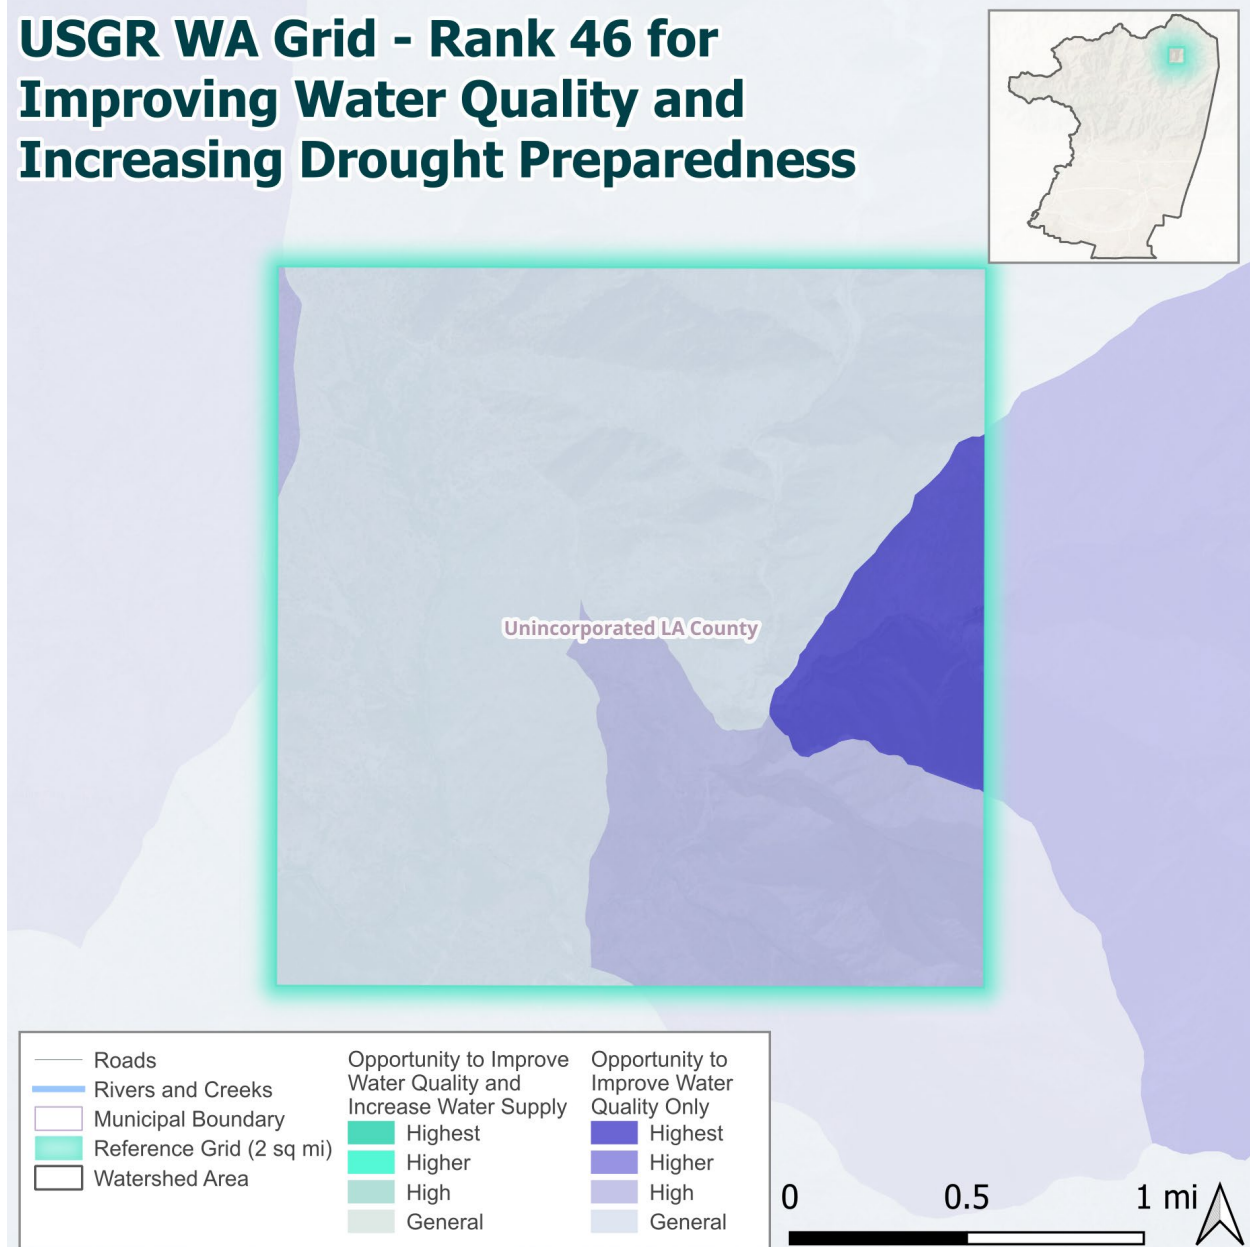 USGR WA Grid - Rank 46 for
Improving Water Quality and
Increasing Drought Preparedness
Unincorporated LA County
Roads
Rivers and Creeks
Municipal Boundary
Reference Grid (2 sq mi)
Watershed Area
Opportunity to Improve
Water Quality and
Increase Water Supply
Highest
Higher
High
General
Opportunity to
Improve Water
Quality Only
Highest
Higher
High
General
0 0.5 1 mi